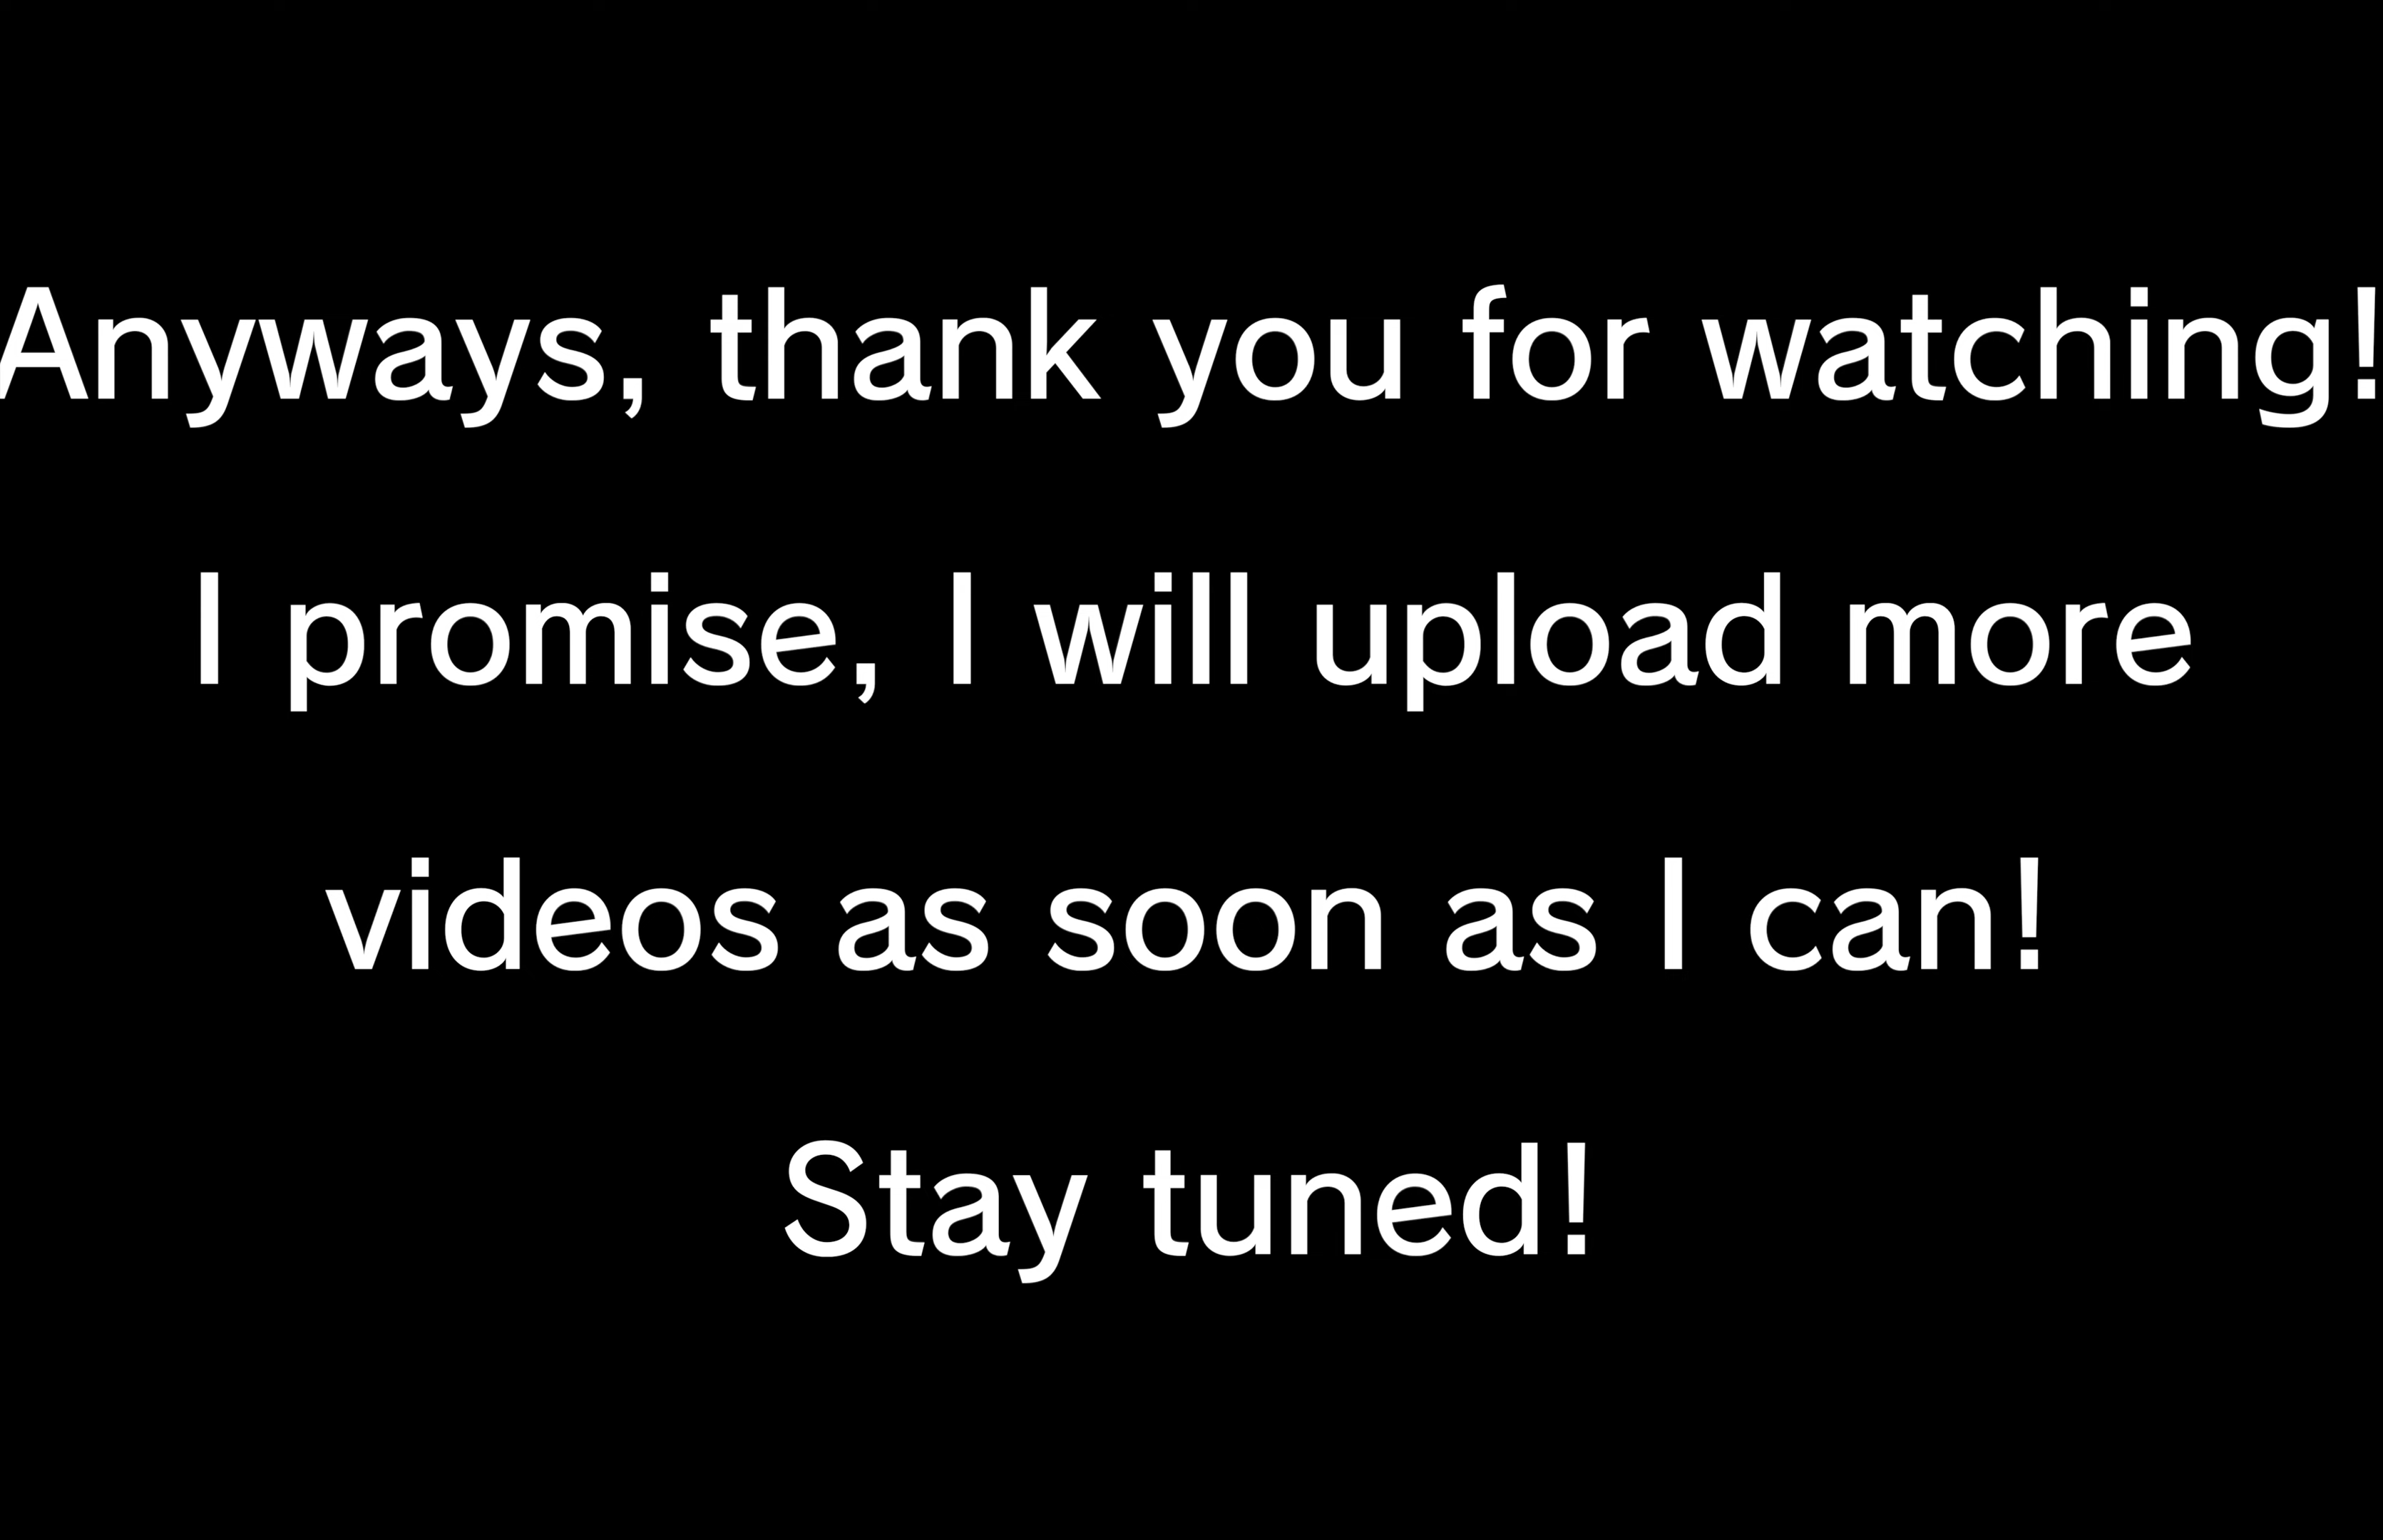 Anyways, thank you for watching!
I promise, I will upload more
videos as soon as I can!
Stay tuned!